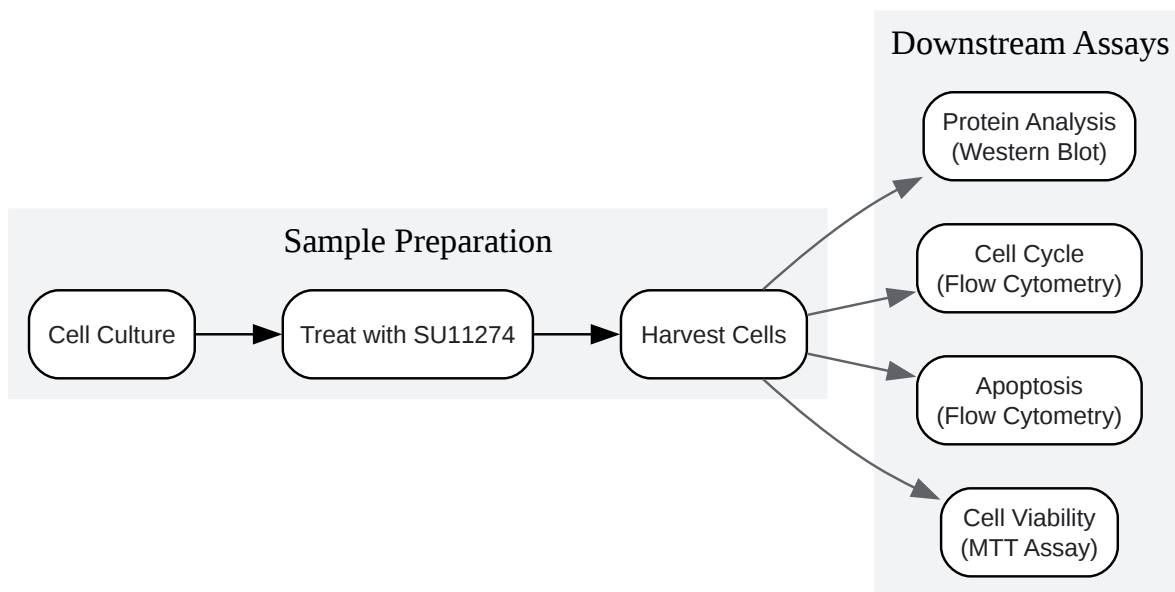 Sample Preparation
Cell Culture
Treat with SU11274
Harvest Cells
Downstream Assays
Protein Analysis
(Western Blot)
Cell Cycle
(Flow Cytometry)
Apoptosis
(Flow Cytometry)
Cell Viability
(MTT Assay)